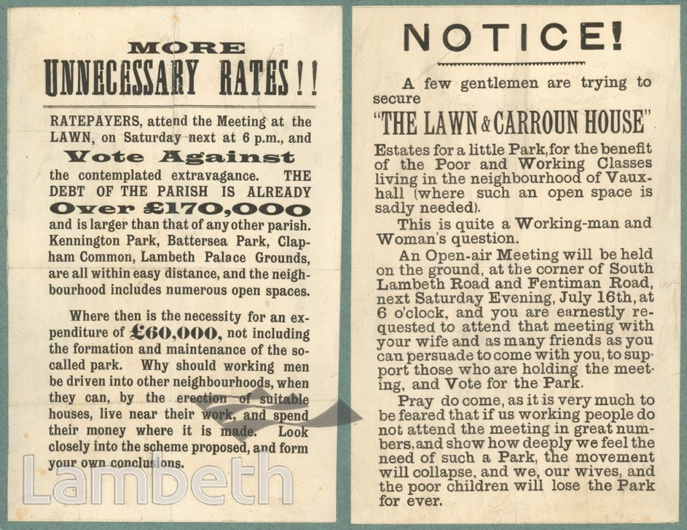 MORE
UNNECESSARY RATES!!
RATEPAYERS, attend the Meeting at the
LAWN, on Saturday next at 6 p.m., and
Vote Against
the contemplated extravagance. THE
DEBT OF THE PARISH IS ALREADY
Over £170,000
and is larger than that of any other parish.
Kennington Park, Battersea Park, Clap-
ham Common, Lambeth Palace Grounds,
are all within easy distance, and the neigh-
bourhood includes numerous open spaces.
Where then is the necessity for an ex-
penditure of £60,000, not including
the formation and maintenance of the so-
called park. Why should working men
be driven into other neighbourhoods, when
they can, by the erection of suitable
houses, live near their work, and spend
their money where it is made. Look
closely into the scheme proposed, and form
your own conclusions.
NOTICE!
A few gentlemen are trying to
secure
"THE LAWN & CARROUN HOUSE"
Estates for a little Park, for the benefit
of the Poor and Working Classes
living in the neighbourhood of Vaux-
hall (where such an open space is
sadly needed).
This is quite a Working-man and
Woman's question.
An Open-air Meeting will be held
on the ground, at the corner of South
Lambeth Road and Fentiman Road,
next Saturday Evening, July 16th, at
6 o'clock, and you are earnestly re-
quested to attend that meeting with
your wife and as many friends as you
can persuade to come with you, to sup-
port those who are holding the meet-
ing, and Vote for the Park.
Pray do come, as it is very much to
be feared that if us working people do
not attend the meeting in great num-
bers, and show how deeply we feel the
need of such a Park, the movement
will collapse, and we, our wives, and
the poor children will lose the Park
for ever.
Lambeth